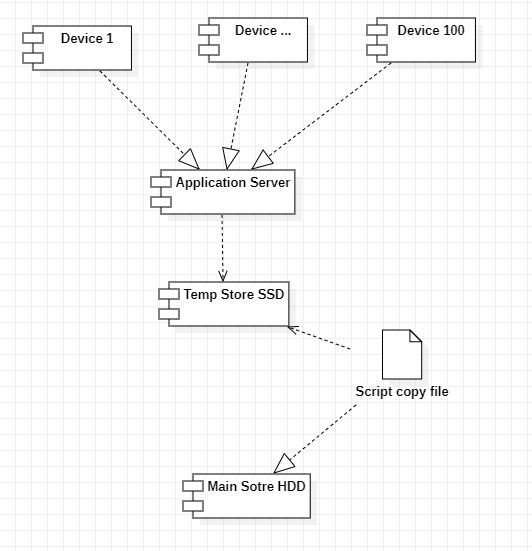 Device 1
Device ...
Device 100
Application Server
Temp Store SSD
Script copy file
Main Sotre HDD